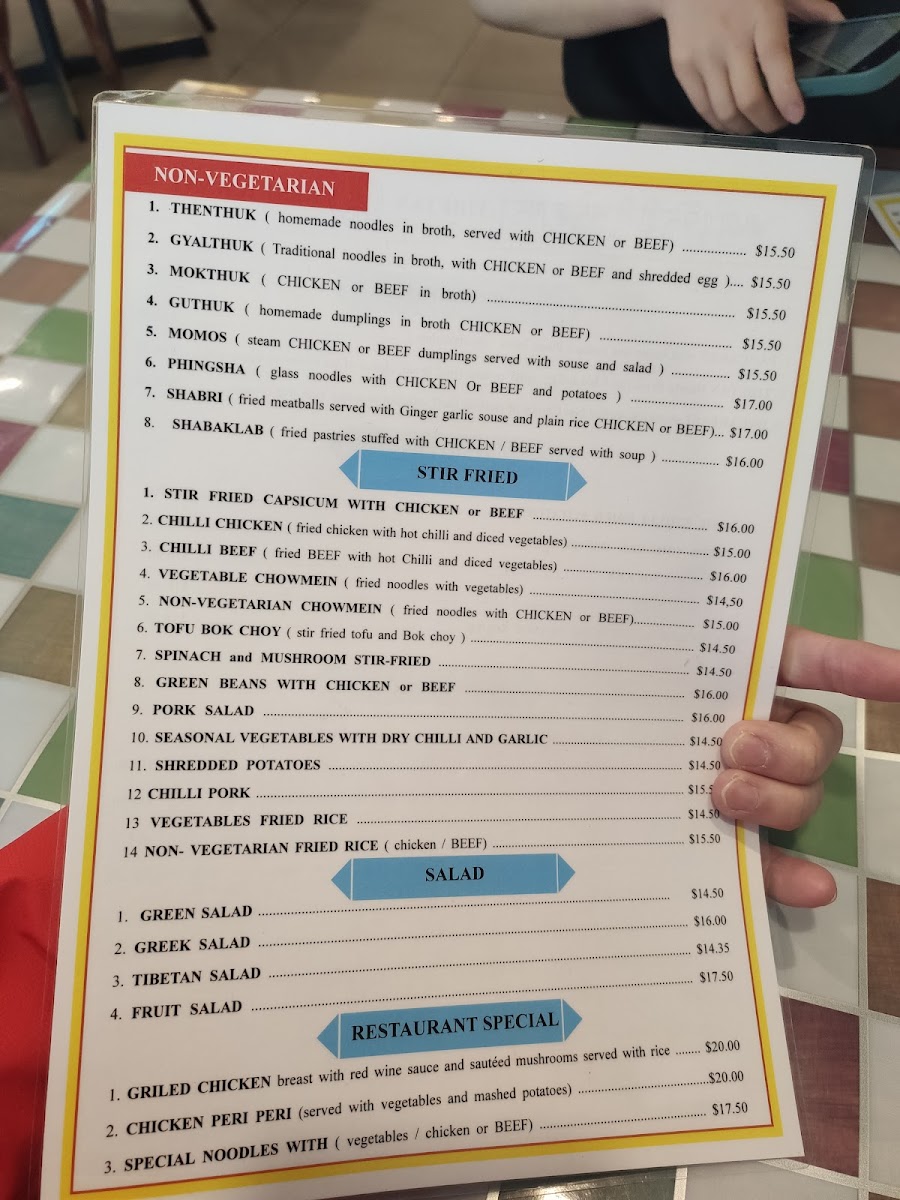 NON-VEGETARIAN
1. THENTHUK ( homemade noodles in broth, served with CHICKEN or BEEF) .................. $15.50
2. GYALTHUK ( Traditional noodles in broth, with CHICKEN or BEEF and shredded egg ).... $15.50
3. MOKTHUK ( CHICKEN or BEEF in broth) .................. $15.50
4. GUTHUK ( homemade dumplings in broth CHICKEN or BEEF) .................. $15.50
5. MOMOS ( steam CHICKEN or BEEF dumplings served with souse and salad ) .................. $15.50
6. PHINGSHA ( glass noodles with CHICKEN Or BEEF and potatoes ) .................. $17.00
7. SHABRI ( fried meatballs served with Ginger garlic souse and plain rice CHICKEN or BEEF)... $17.00
8. SHABAKLAB ( fried pastries stuffed with CHICKEN / BEEF served with soup ) .................. $16.00
STIR FRIED
1. STIR FRIED CAPSICUM WITH CHICKEN or BEEF .................. $16.00
2. CHILLI CHICKEN ( fried chicken with hot chilli and diced vegetables) .................. $15.00
3. CHILLI BEEF ( fried BEEF with hot Chilli and diced vegetables) .................. $16.00
4. VEGETABLE CHOWMEIN ( fried noodles with vegetables) .................. $14,50
5. NON-VEGETARIAN CHOWMEIN ( fried noodles with CHICKEN or BEEF).................. $15.00
6. TOFU BOK CHOY ( stir fried tofu and Bok choy ) .................. $14.50
7. SPINACH and MUSHROOM STIR-FRIED .................. $14.50
8. GREEN BEANS WITH CHICKEN or BEEF .................. $16.00
9. PORK SALAD .................. $16.00
10. SEASONAL VEGETABLES WITH DRY CHILLI AND GARLIC .................. $14.50
11. SHREDDED POTATOES .................. $14.50
12 CHILLI PORK .................. $15.5
13 VEGETABLES FRIED RICE .................. $14.50
14 NON- VEGETARIAN FRIED RICE ( chicken / BEEF) .................. $15.50
SALAD
1. GREEN SALAD .................. $14.50
2. GREEK SALAD .................. $16.00
3. TIBETAN SALAD .................. $14.35
4. FRUIT SALAD .................. $17.50
RESTAURANT SPECIAL
1. GRILED CHICKEN breast with red wine sauce and sautéed mushrooms served with rice ....... $20.00
2. CHICKEN PERI PERI (served with vegetables and mashed potatoes) ..................$20.00
3. SPECIAL NOODLES WITH ( vegetables / chicken or BEEF) .................. $17.50